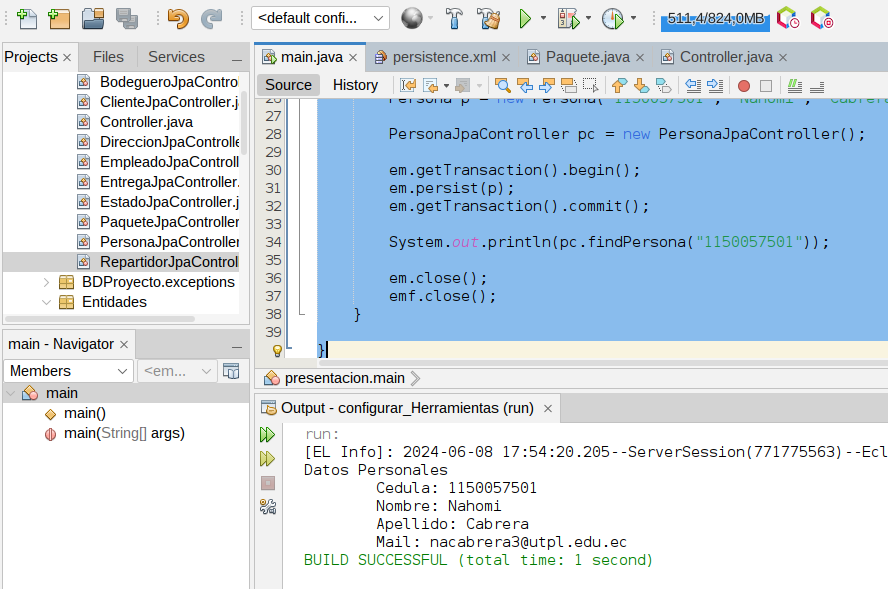 <default confi...
511,4/824,0MB
Projects
Files
Services
BodegueroJpaContro
ClienteJpaController.j
Controller.java
DireccionJpaControlle
EmpleadoJpaControll
EntregaJpaController.
EstadoJpaController.j
PaqueteJpaController
PersonaJpaController
RepartidorJpaControl
BDProyecto.exceptions
Entidades
main - Navigator
Members
<em...
main
main()
main(String[] args)
main.java
persistence.xml
Paquete.java
Controller.java
Source
History
26 Persona p = new Persona("1150057501", "Nahomi", "Cabrera
27
28 PersonaJpaController pc = new PersonaJpaController();
29
30 em.getTransaction().begin();
31 em.persist(p);
32 em.getTransaction().commit();
33
34 System.out.println(pc.findPersona("1150057501"));
35
36 em.close();
37 emf.close();
38 }
39
}
presentacion.main
Output - configurar_Herramientas (run)
run:
[EL Info]: 2024-06-08 17:54:20.205--ServerSession(771775563)--Ecl
Datos Personales
Cedula: 1150057501
Nombre: Nahomi
Apellido: Cabrera
Mail: nacabrera3@utpl.edu.ec
BUILD SUCCESSFUL (total time: 1 second)